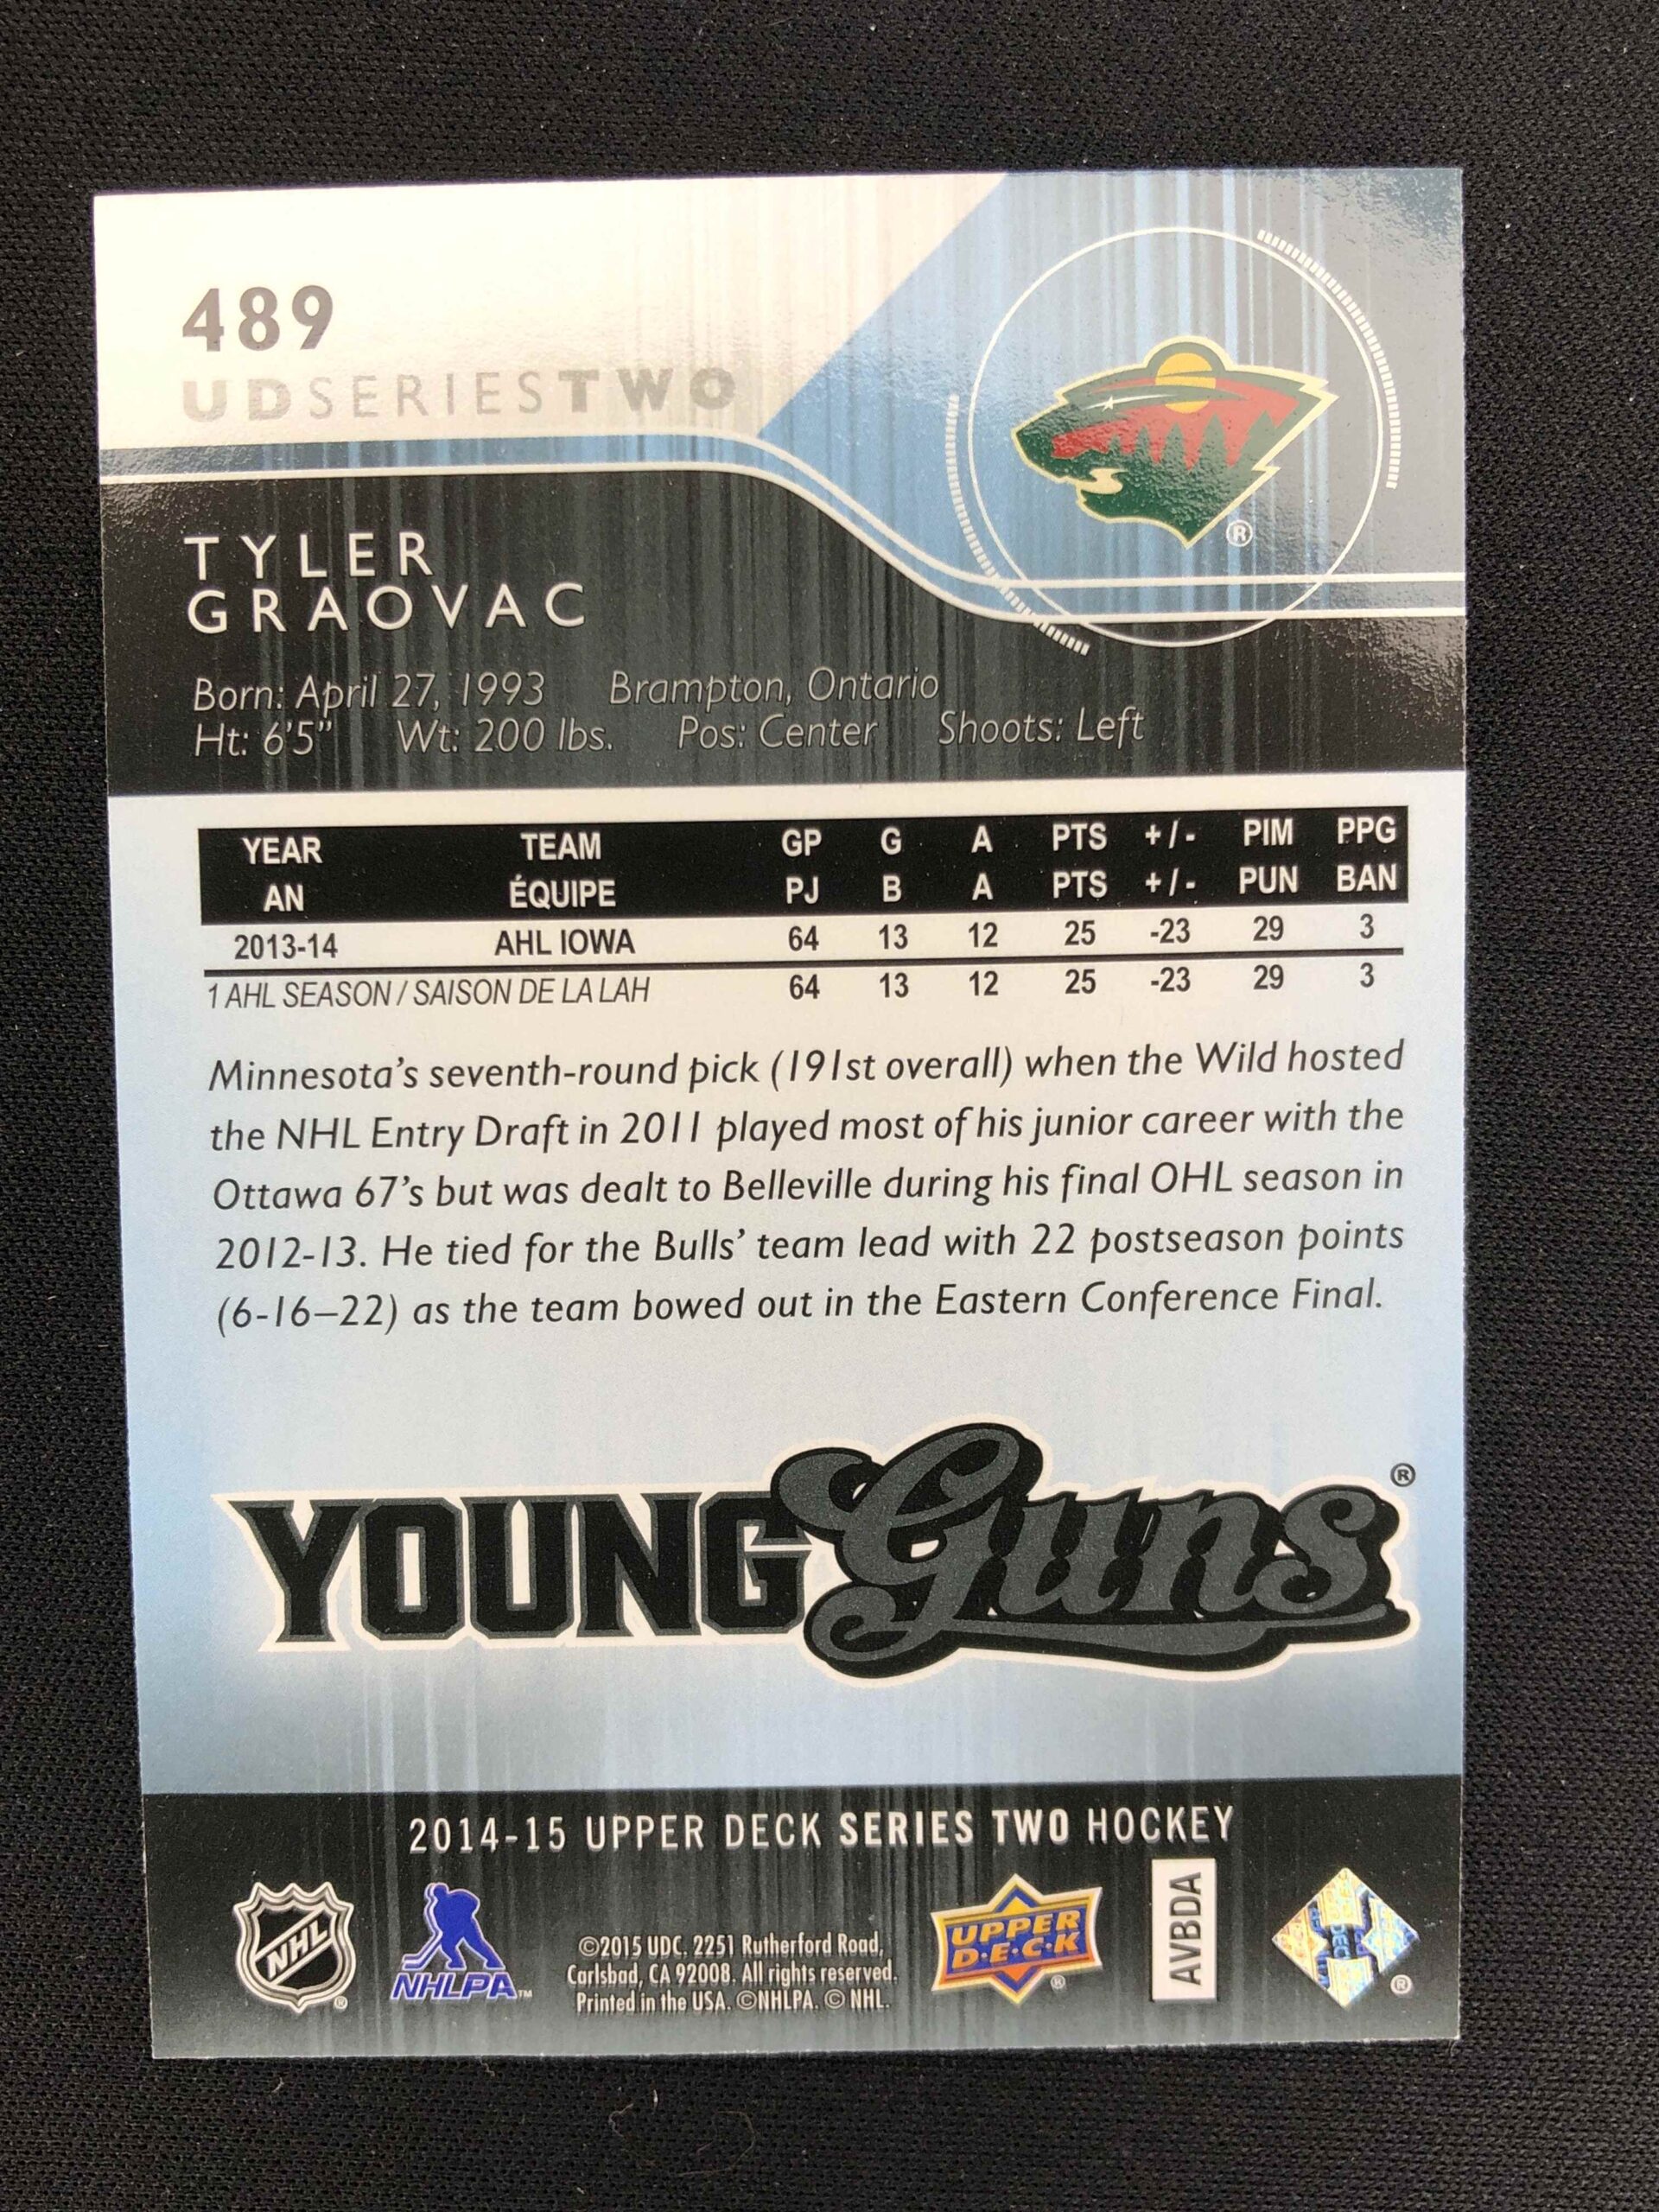 489
UD SERIES TWO
TYLER
GRAOVAC
Born: April 27, 1993 Brampton, Ontario
Ht: 6'5" Wt: 200 lbs. Pos: Center Shoots: Left
YEAR TEAM GP G A PTS +/- PIM PPG
AN ÉQUIPE PJ B A PTS +/- PUN BAN
2013-14 AHL IOWA 64 13 12 25 -23 29 3
1 AHL SEASON / SAISON DE LA LAH 64 13 12 25 -23 29 3
Minnesota's seventh-round pick (191st overall) when the Wild hosted
the NHL Entry Draft in 2011 played most of his junior career with the
Ottawa 67's but was dealt to Belleville during his final OHL season in
2012-13. He tied for the Bulls' team lead with 22 postseason points
(6-16–22) as the team bowed out in the Eastern Conference Final.
YOUNG Guns®
2014-15 UPPER DECK SERIES TWO HOCKEY
NHL®
NHLPA™
©2015 UDC, 2251 Rutherford Road,
Carlsbad, CA 92008. All rights reserved.
Printed in the USA. ©NHLPA. © NHL.
UPPER
D·E·C·K®
AVBDA
®